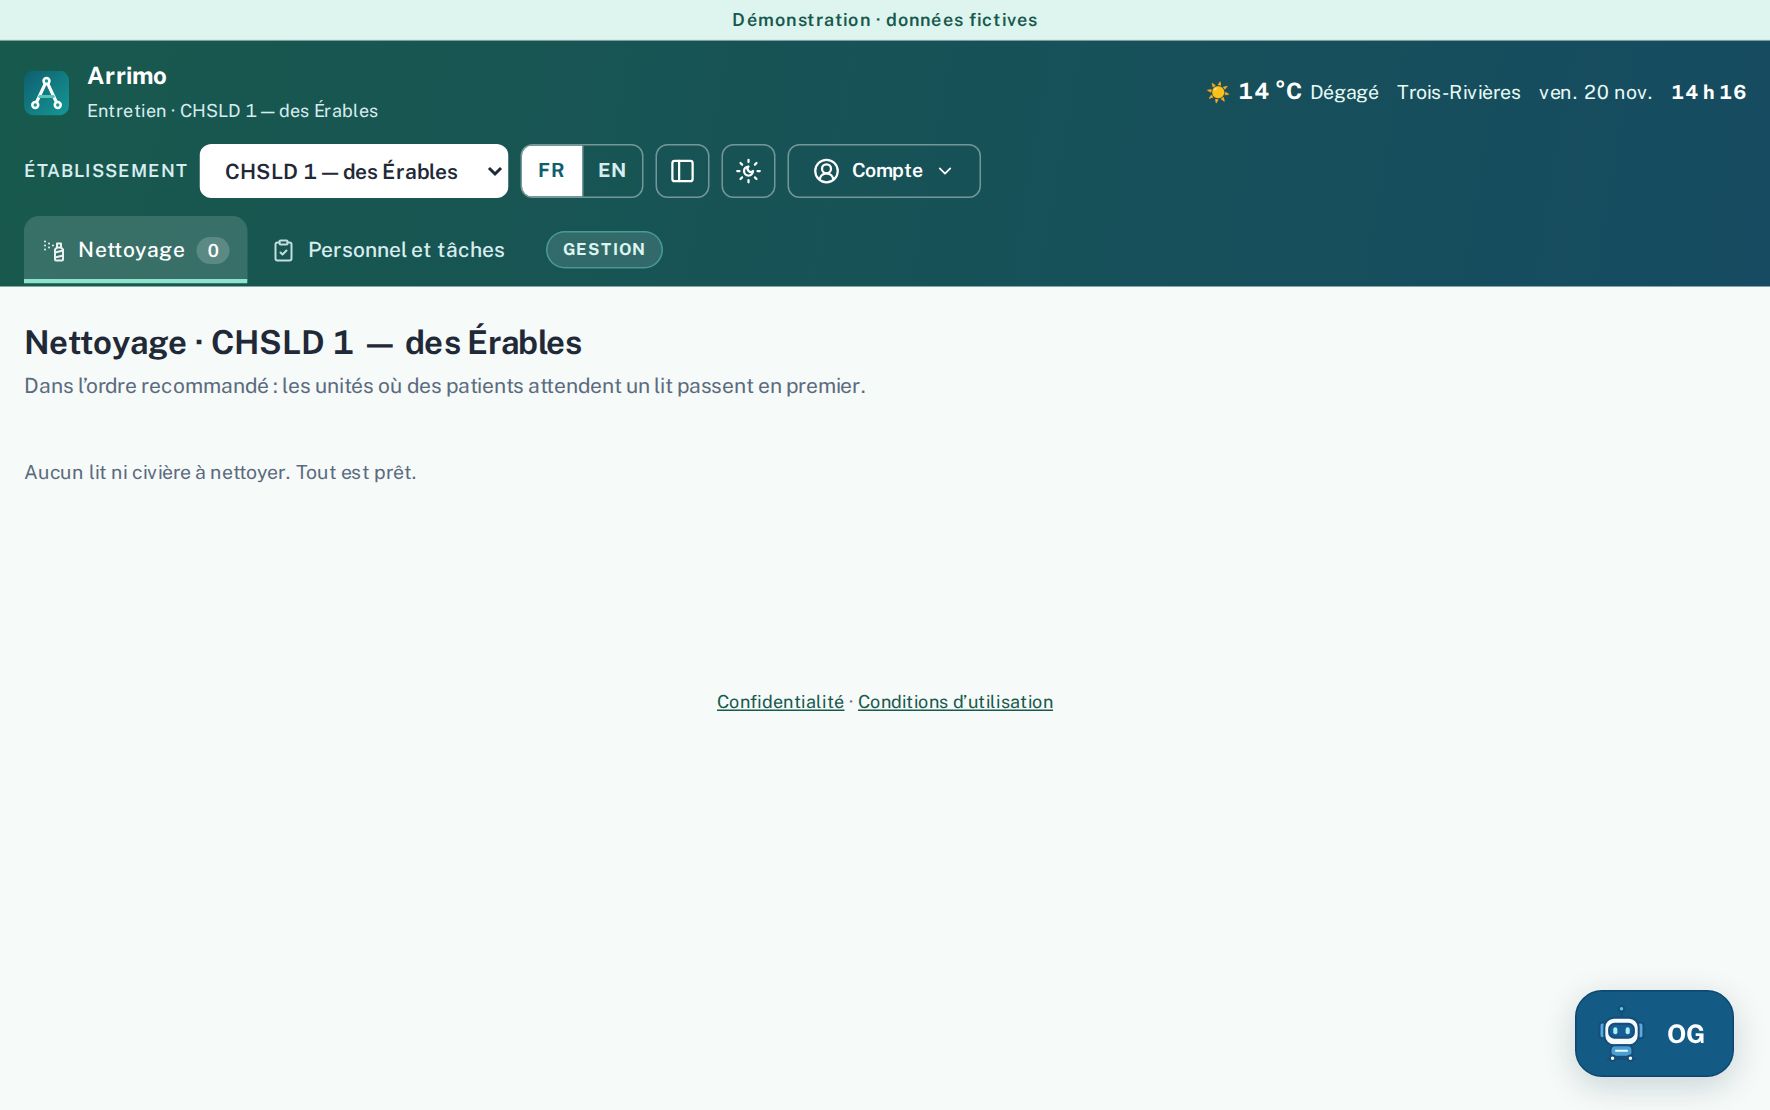 Démonstration · données fictives
Arrimo
Entretien · CHSLD 1 — des Érables
14 °C Dégagé Trois-Rivières ven. 20 nov. 14 h 16
ÉTABLISSEMENT CHSLD 1 — des Érables FR EN Compte
Nettoyage 0 Personnel et tâches GESTION
Nettoyage · CHSLD 1 — des Érables
Dans l’ordre recommandé : les unités où des patients attendent un lit passent en premier.
Aucun lit ni civière à nettoyer. Tout est prêt.
Confidentialité · Conditions d’utilisation
OG